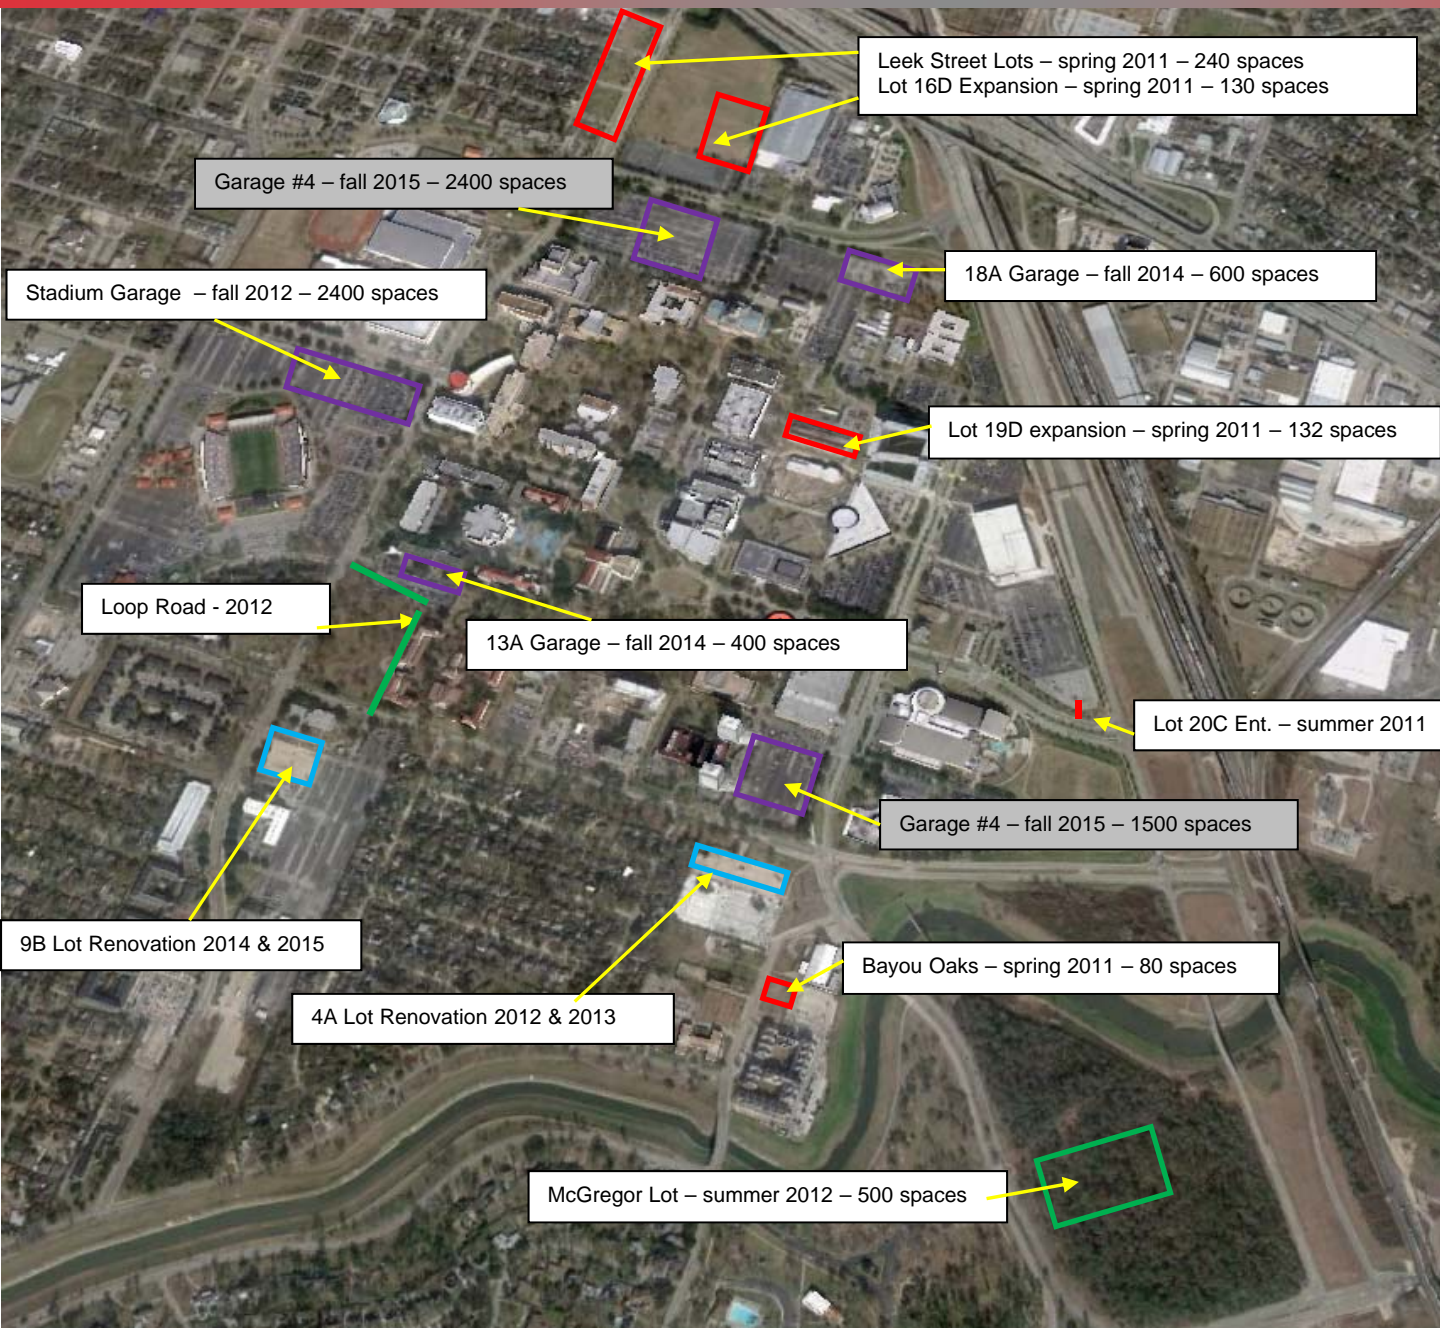 Leek Street Lots – spring 2011 – 240 spaces
Lot 16D Expansion – spring 2011 – 130 spaces
Garage #4 – fall 2015 – 2400 spaces
18A Garage – fall 2014 – 600 spaces
Stadium Garage – fall 2012 – 2400 spaces
Lot 19D expansion – spring 2011 – 132 spaces
Loop Road - 2012
13A Garage – fall 2014 – 400 spaces
Lot 20C Ent. – summer 2011
Garage #4 – fall 2015 – 1500 spaces
9B Lot Renovation 2014 & 2015
Bayou Oaks – spring 2011 – 80 spaces
4A Lot Renovation 2012 & 2013
McGregor Lot – summer 2012 – 500 spaces